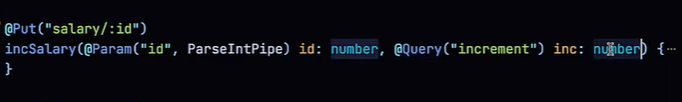 @Put("salary/:id")
incSalary(@Param("id", ParseIntPipe) id: number, @Query("increment") inc: number) {⋯
}